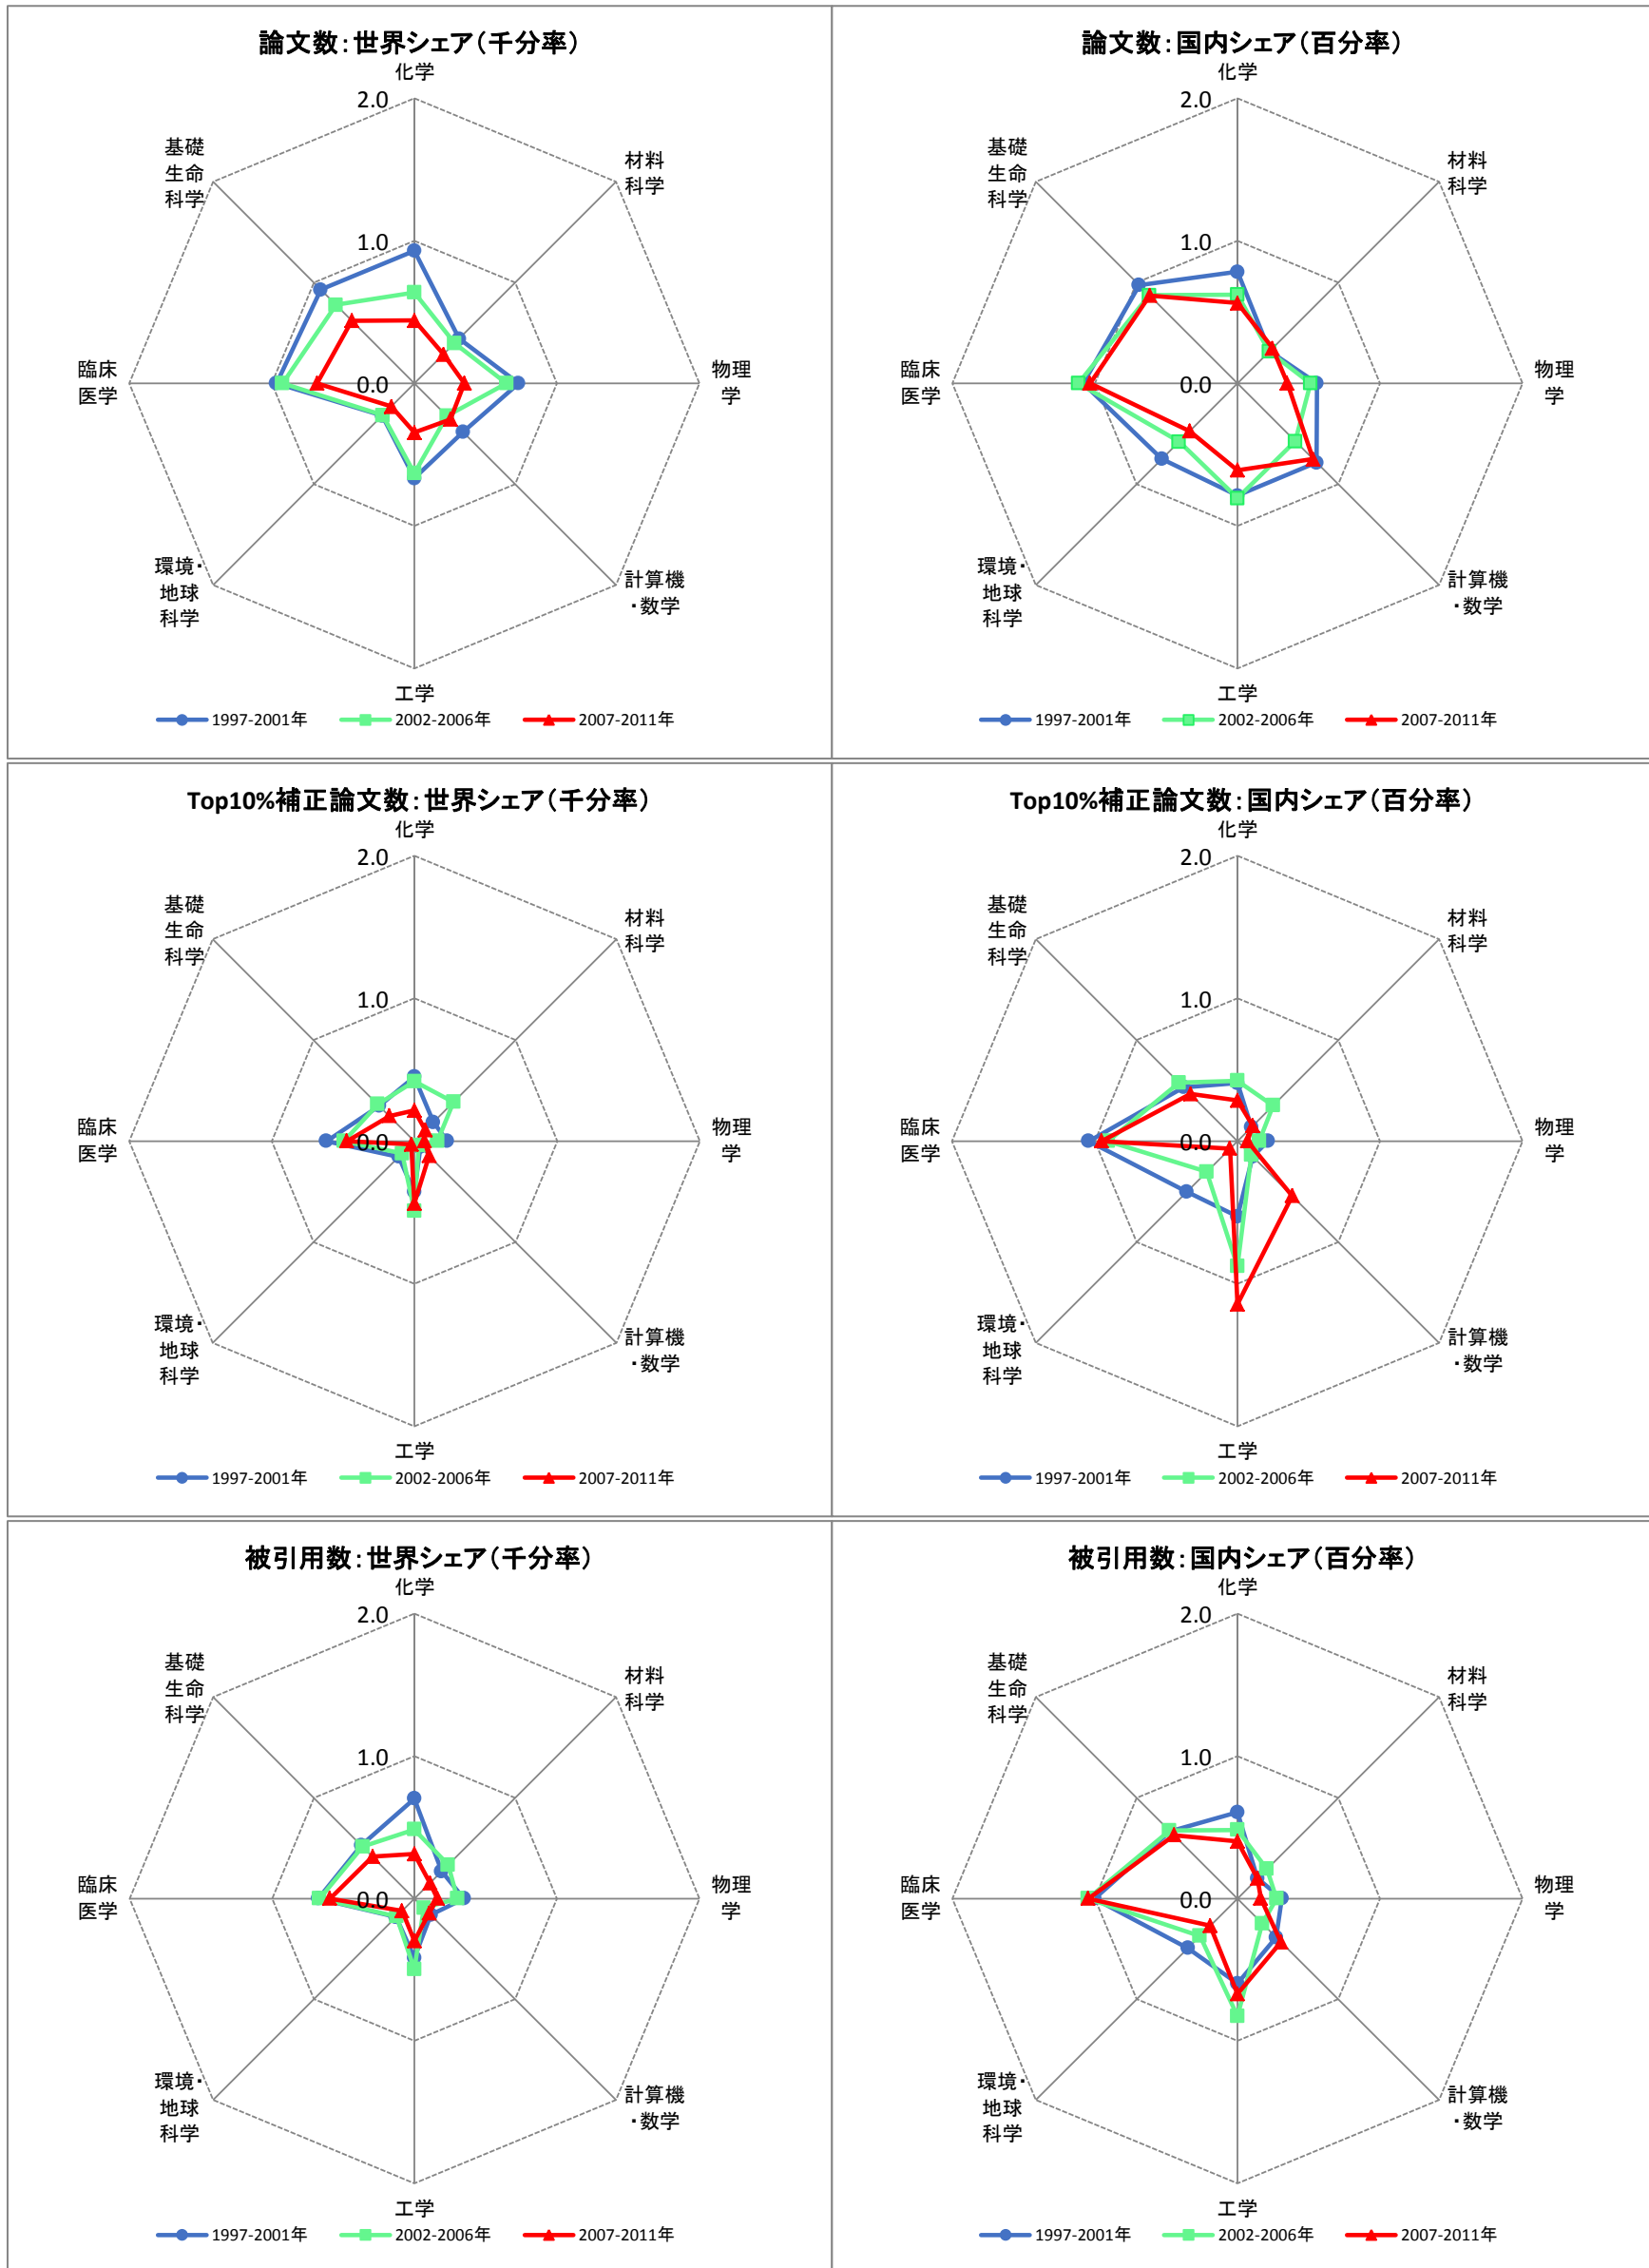 論文数：世界シェア（千分率）
化学
2.0
基礎
生命
科学
材料
科学
1.0
臨床
医学
0.0
物理
学
環境・
地球
科学
計算機
・数学
工学
1997-2001年
2002-2006年
2007-2011年
論文数：国内シェア（百分率）
化学
2.0
基礎
生命
科学
材料
科学
1.0
臨床
医学
0.0
物理
学
環境・
地球
科学
計算機
・数学
工学
1997-2001年
2002-2006年
2007-2011年
Top10%補正論文数：世界シェア（千分率）
化学
2.0
基礎
生命
科学
材料
科学
1.0
臨床
医学
0.0
物理
学
環境・
地球
科学
計算機
・数学
工学
1997-2001年
2002-2006年
2007-2011年
Top10%補正論文数：国内シェア（百分率）
化学
2.0
基礎
生命
科学
材料
科学
1.0
臨床
医学
0.0
物理
学
環境・
地球
科学
計算機
・数学
工学
1997-2001年
2002-2006年
2007-2011年
被引用数：世界シェア（千分率）
化学
2.0
基礎
生命
科学
材料
科学
1.0
臨床
医学
0.0
物理
学
環境・
地球
科学
計算機
・数学
工学
1997-2001年
2002-2006年
2007-2011年
被引用数：国内シェア（百分率）
化学
2.0
基礎
生命
科学
材料
科学
1.0
臨床
医学
0.0
物理
学
環境・
地球
科学
計算機
・数学
工学
1997-2001年
2002-2006年
2007-2011年